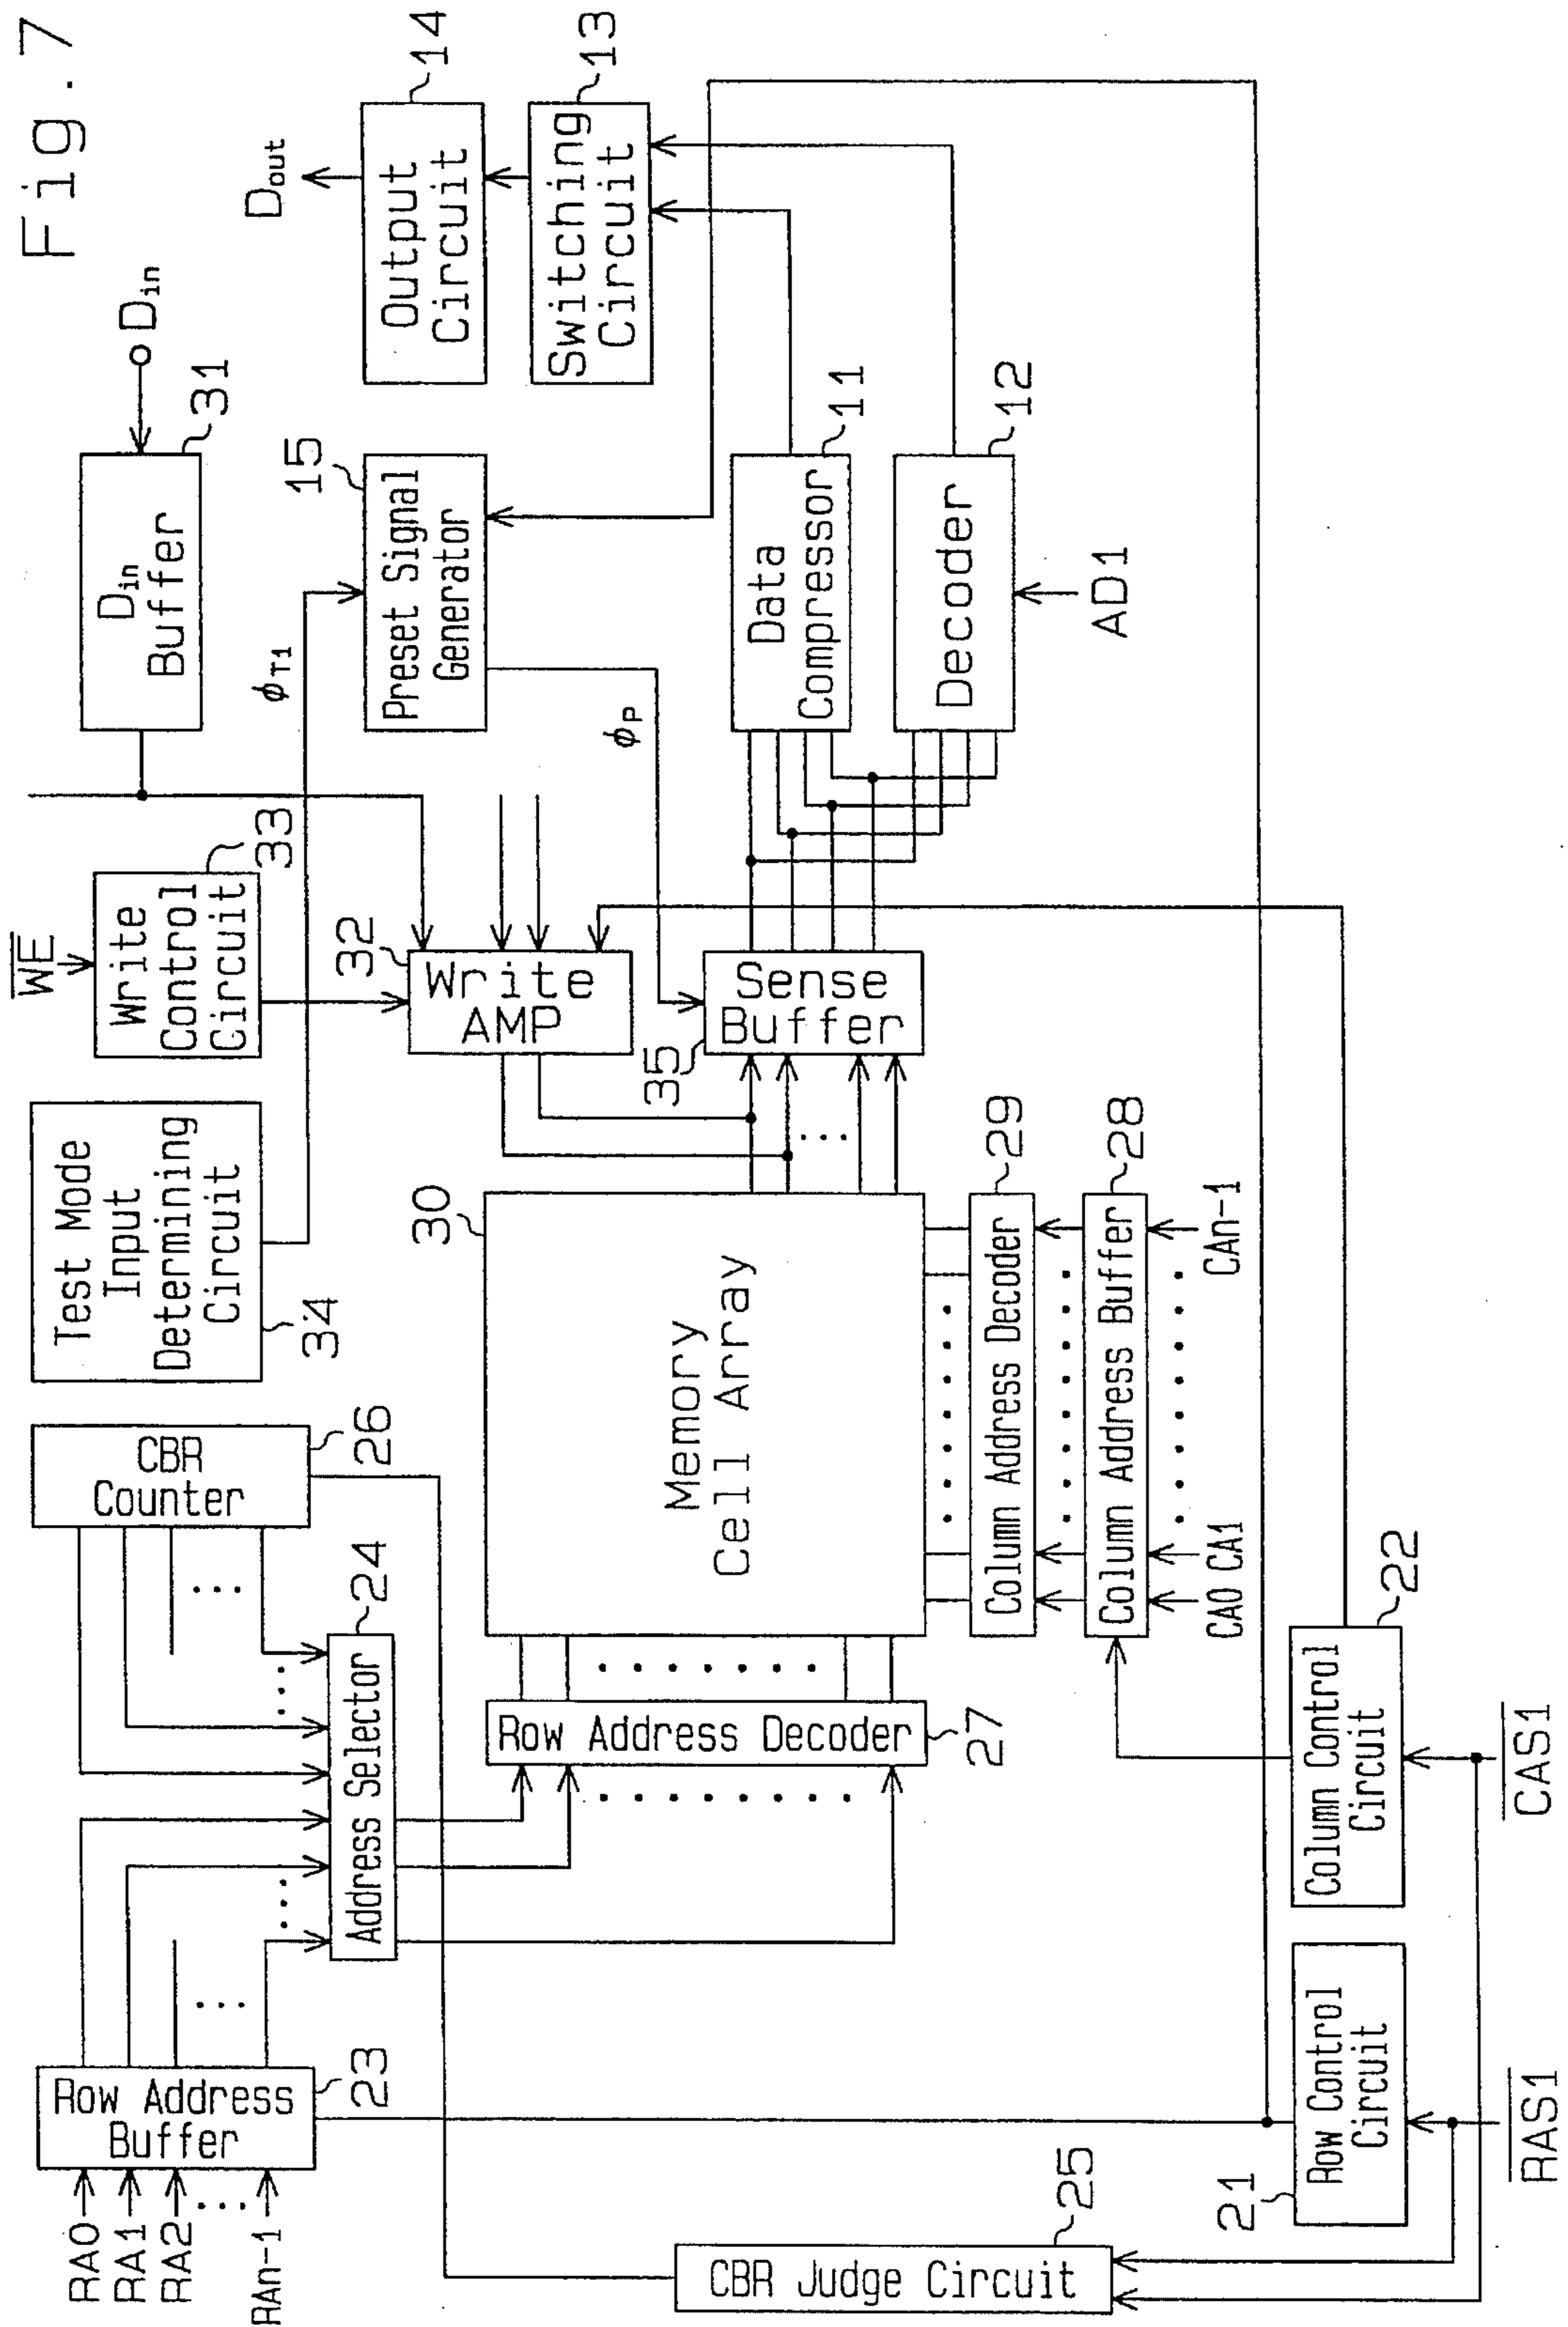 Fig.7
RA0
RA1
RA2
RAn-1
Row Address
Buffer
23
CBR
Counter
26
Test Mode
Input
Determining
Circuit
34
WE
Write
Control
Circuit
33
Din
Buffer
31
Din
φT1
Address Selector
24
Write
AMP
32
Preset Signal
Generator
15
Output
Circuit
14
Dout
Switching
Circuit
13
φP
Row Address Decoder
27
Memory
Cell Array
30
Sense
Buffer
35
Data
Compressor
11
Decoder
12
AD1
Column Address Decoder
29
Column Address Buffer
28
CA0 CA1
CAn-1
CBR Judge Circuit
25
Row Control
Circuit
21
Column Control
Circuit
22
RAS1
CAS1